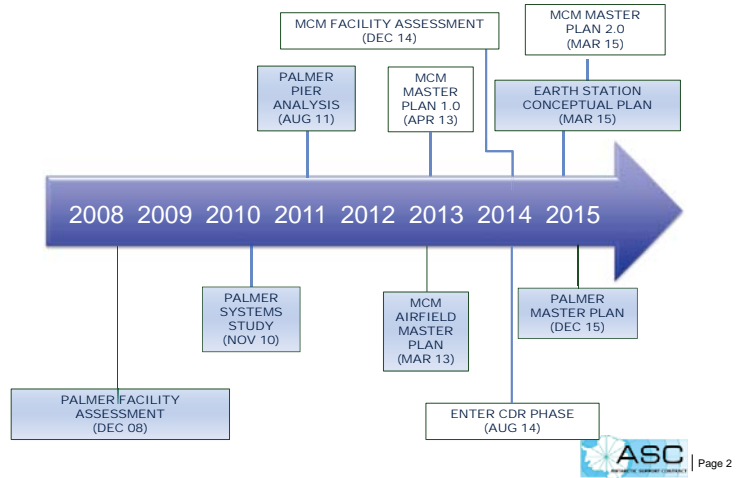 MCM FACILITY ASSESSMENT
(DEC 14)
MCM MASTER
PLAN 2.0
(MAR 15)
PALMER
PIER
ANALYSIS
(AUG 11)
MCM
MASTER
PLAN 1.0
(APR 13)
EARTH STATION
CONCEPTUAL PLAN
(MAR 15)
2008 2009 2010 2011 2012 2013 2014 2015
PALMER
SYSTEMS
STUDY
(NOV 10)
MCM
AIRFIELD
MASTER
PLAN
(MAR 13)
PALMER
MASTER PLAN
(DEC 15)
PALMER FACILITY
ASSESSMENT
(DEC 08)
ENTER CDR PHASE
(AUG 14)
ASC
ANTARCTIC SUPPORT CONTRACT
Page 2